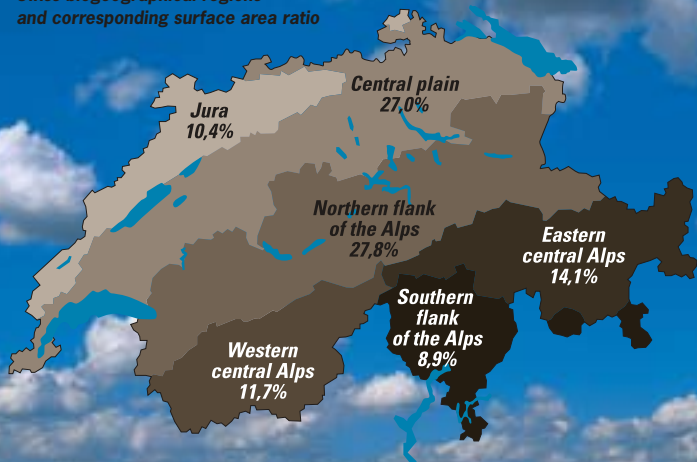 and corresponding surface area ratio
Central plain
27,0%
Jura
10,4%
Northern flank
of the Alps
27,8%
Eastern
central Alps
14,1%
Southern
flank
of the Alps
8,9%
Western
central Alps
11,7%